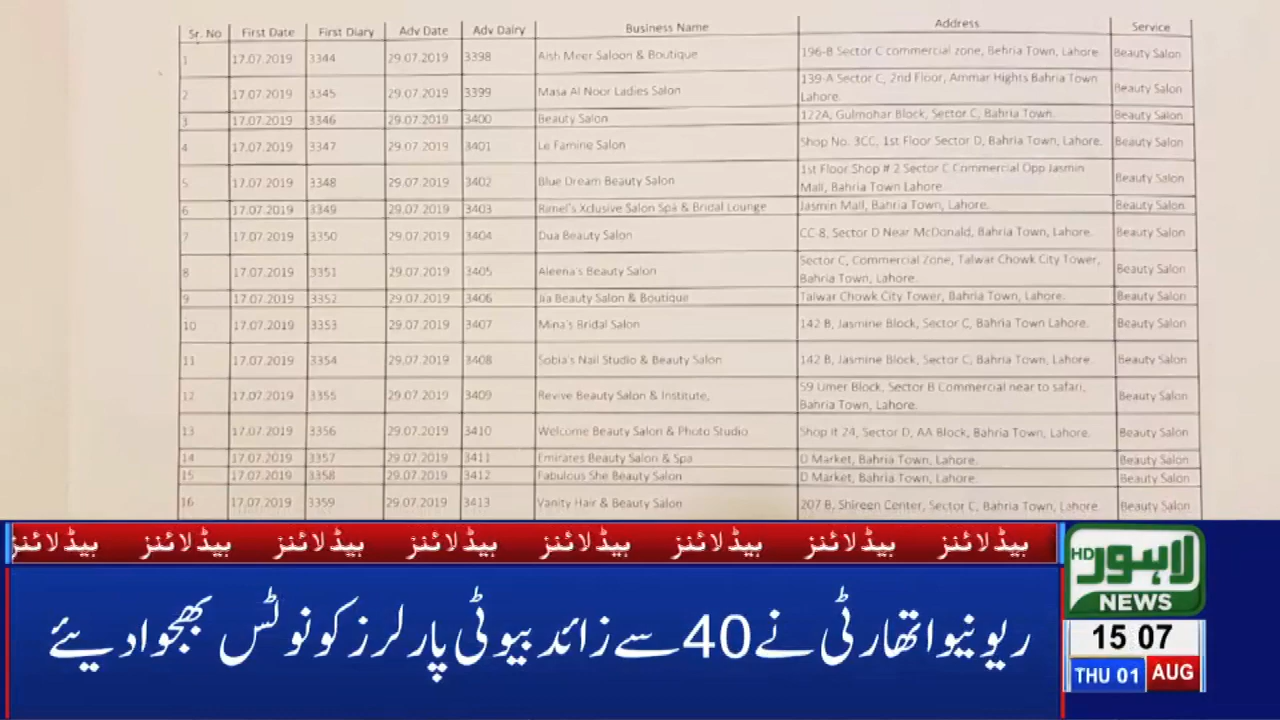 Sr. No First Date First Diary Adv Date Adv Dairy Business Name Address Service
1 17.07.2019 3344 29.07.2019 3398 Aish Meer Saloon & Boutique 196-B Sector C commercial zone, Behria Town, Lahore. Beauty Salon
2 17.07.2019 3345 29.07.2019 3399 Masa Al Noor Ladies Salon 139-A Sector C, 2nd Floor, Ammar Hights Bahria Town
Lahore. Beauty Salon
3 17.07.2019 3346 29.07.2019 3400 Beauty Salon 122A, Gulmohar Block, Sector C, Bahria Town. Beauty Salon
4 17.07.2019 3347 29.07.2019 3401 Le Famine Salon Shop No. 3CC, 1st Floor Sector D, Bahria Town, Lahore. Beauty Salon
5 17.07.2019 3348 29.07.2019 3402 Blue Dream Beauty Salon 1st Floor Shop # 2 Sector C Commercial Opp Jasmin
Mall, Bahria Town Lahore Beauty Salon
6 17.07.2019 3349 29.07.2019 3403 Rimel's Xclusive Salon Spa & Bridal Lounge Jasmin Mall, Bahria Town, Lahore. Beauty Salon
7 17.07.2019 3350 29.07.2019 3404 Dua Beauty Salon CC-8, Sector D Near McDonald, Bahria Town, Lahore. Beauty Salon
8 17.07.2019 3351 29.07.2019 3405 Aleena's Beauty Salon Sector C, Commercial Zone, Talwar Chowk City Tower,
Bahria Town, Lahore. Beauty Salon
9 17.07.2019 3352 29.07.2019 3406 Jia Beauty Salon & Boutique Talwar Chowk City Tower, Bahria Town, Lahore. Beauty Salon
10 17.07.2019 3353 29.07.2019 3407 Mina's Bridal Salon 142 B, Jasmine Block, Sector C, Bahria Town Lahore. Beauty Salon
11 17.07.2019 3354 29.07.2019 3408 Sobia's Nail Studio & Beauty Salon 142 B, Jasmine Block, Sector C, Bahria Town, Lahore. Beauty Salon
12 17.07.2019 3355 29.07.2019 3409 Revive Beauty Salon & Institute, 59 Umer Block, Sector B Commercial near to safari,
Bahria Town, Lahore. Beauty Salon
13 17.07.2019 3356 29.07.2019 3410 Welcome Beauty Salon & Photo Studio Shop # 24, Sector D, AA Block, Bahria Town, Lahore. Beauty Salon
14 17.07.2019 3357 29.07.2019 3411 Emirates Beauty Salon & Spa D Market, Bahria Town, Lahore. Beauty Salon
15 17.07.2019 3358 29.07.2019 3412 Fabulous She Beauty Salon D Market, Bahria Town, Lahore. Beauty Salon
16 17.07.2019 3359 29.07.2019 3413 Vanity Hair & Beauty Salon 207 B, Shireen Center, Sector C, Bahria Town, Lahore. Beauty Salon
ہیڈلائنز ہیڈلائنز ہیڈلائنز ہیڈلائنز ہیڈلائنز ہیڈلائنز ہیڈلائنز ہیڈلائنز
ریونیو اتھارٹی نے 40 سے زائد بیوٹی پارلرز کو نوٹس بھجوا دیئے
لاہور HD
NEWS
15 07
THU 01 AUG